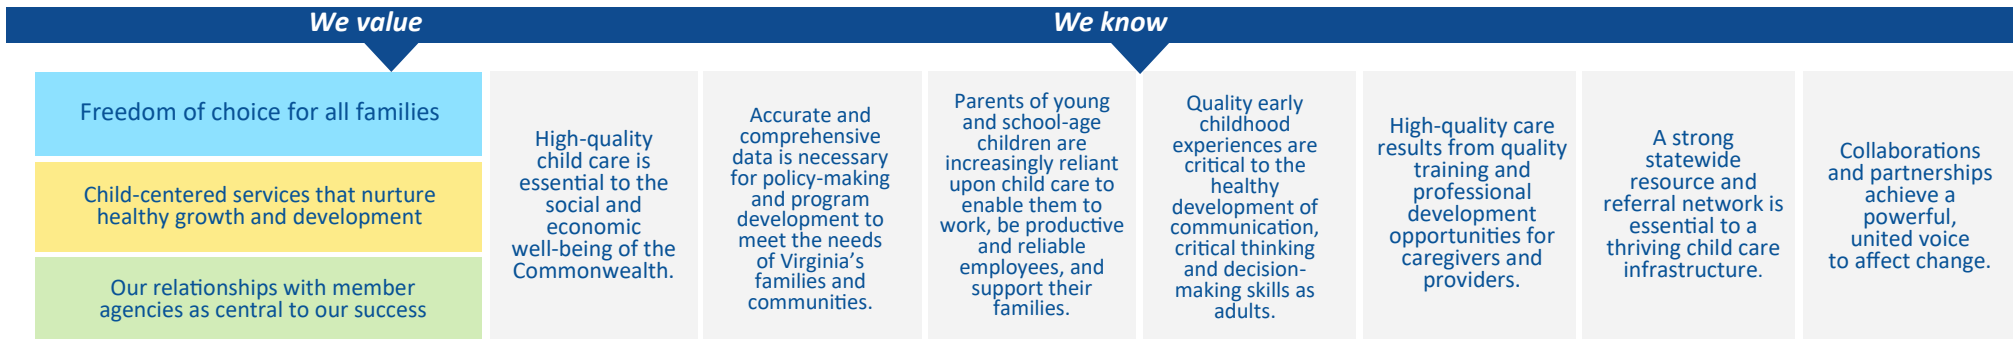 We value
We know
Freedom of choice for all families
Child-centered services that nurture
healthy growth and development
Our relationships with member
agencies as central to our success
High-quality
child care is
essential to the
social and
economic
well-being of the
Commonwealth.
Accurate and
comprehensive
data is necessary
for policy-making
and program
development to
meet the needs
of Virginia’s
families and
communities.
Parents of young
and school-age
children are
increasingly reliant
upon child care to
enable them to
work, be productive
and reliable
employees, and
support their
families.
Quality early
childhood
experiences are
critical to the
healthy
development of
communication,
critical thinking
and decision-
making skills as
adults.
High-quality care
results from quality
training and
professional
development
opportunities for
caregivers and
providers.
A strong
statewide
resource and
referral network is
essential to a
thriving child care
infrastructure.
Collaborations
and partnerships
achieve a
powerful,
united voice
to affect change.